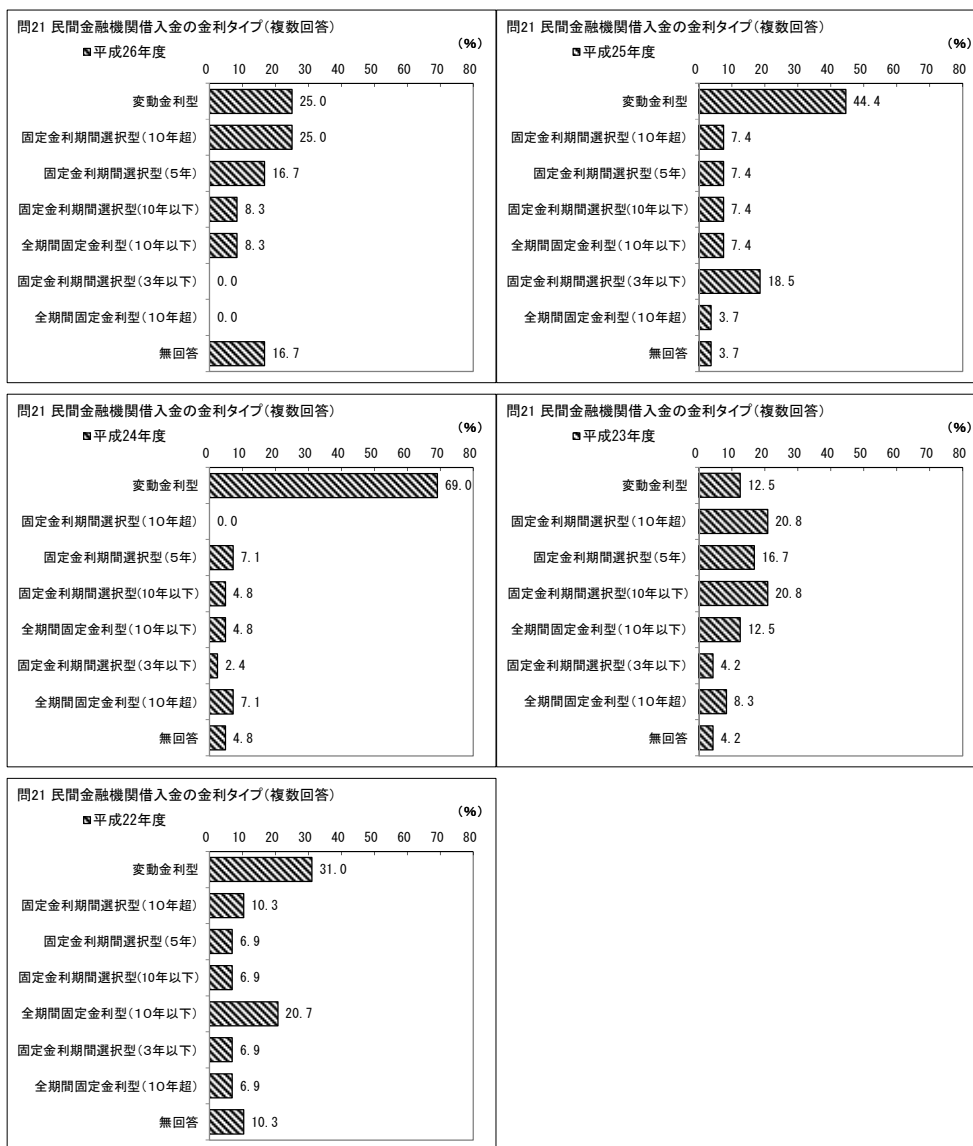 問21 民間金融機関借入金の金利タイプ(複数回答)
(%)
平成26年度
0 10 20 30 40 50 60 70 80
変動金利型 25.0
固定金利期間選択型(10年超) 25.0
固定金利期間選択型(5年) 16.7
固定金利期間選択型(10年以下) 8.3
全期間固定金利型(10年以下) 8.3
固定金利期間選択型(3年以下) 0.0
全期間固定金利型(10年超) 0.0
無回答 16.7
問21 民間金融機関借入金の金利タイプ(複数回答)
(%)
平成25年度
0 10 20 30 40 50 60 70 80
変動金利型 44.4
固定金利期間選択型(10年超) 7.4
固定金利期間選択型(5年) 7.4
固定金利期間選択型(10年以下) 7.4
全期間固定金利型(10年以下) 7.4
固定金利期間選択型(3年以下) 18.5
全期間固定金利型(10年超) 3.7
無回答 3.7
問21 民間金融機関借入金の金利タイプ(複数回答)
(%)
平成24年度
0 10 20 30 40 50 60 70 80
変動金利型 69.0
固定金利期間選択型(10年超) 0.0
固定金利期間選択型(5年) 7.1
固定金利期間選択型(10年以下) 4.8
全期間固定金利型(10年以下) 4.8
固定金利期間選択型(3年以下) 2.4
全期間固定金利型(10年超) 7.1
無回答 4.8
問21 民間金融機関借入金の金利タイプ(複数回答)
(%)
平成23年度
0 10 20 30 40 50 60 70 80
変動金利型 12.5
固定金利期間選択型(10年超) 20.8
固定金利期間選択型(5年) 16.7
固定金利期間選択型(10年以下) 20.8
全期間固定金利型(10年以下) 12.5
固定金利期間選択型(3年以下) 4.2
全期間固定金利型(10年超) 8.3
無回答 4.2
問21 民間金融機関借入金の金利タイプ(複数回答)
(%)
平成22年度
0 10 20 30 40 50 60 70 80
変動金利型 31.0
固定金利期間選択型(10年超) 10.3
固定金利期間選択型(5年) 6.9
固定金利期間選択型(10年以下) 6.9
全期間固定金利型(10年以下) 20.7
固定金利期間選択型(3年以下) 6.9
全期間固定金利型(10年超) 6.9
無回答 10.3